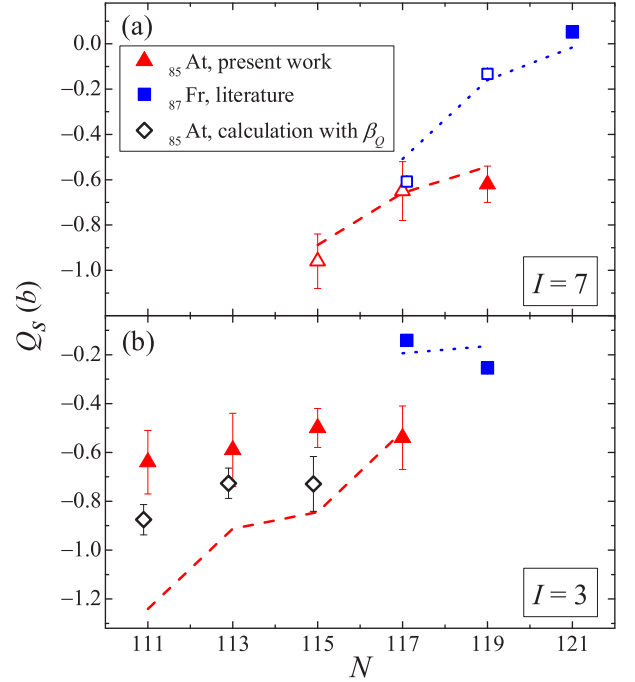 (a)
₈₅At, present work
₈₇Fr, literature
₈₅At, calculation with β_Q
0.0
−0.2
−0.4
−0.6
−0.8
−1.0
I = 7
Q_S (b)
(b)
−0.2
−0.4
−0.6
−0.8
−1.0
−1.2
I = 3
111 113 115 117 119 121
N